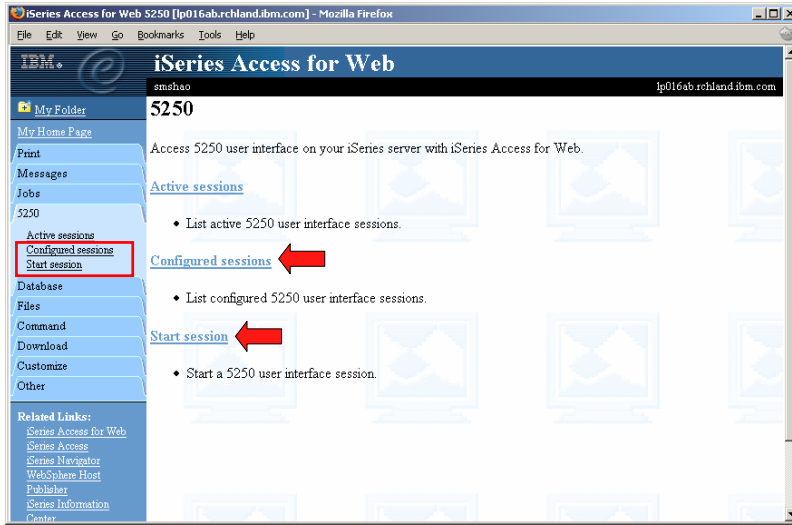 iSeries Access for Web 5250 [lp016ab.rchland.ibm.com] - Mozilla Firefox
File Edit View Go Bookmarks Tools Help
IBM.
iSeries Access for Web
smshao lp016ab.rchland.ibm.com
My Folder
My Home Page
Print
Messages
Jobs
5250
Active sessions
Configured sessions
Start session
Database
Files
Command
Download
Customize
Other
Related Links:
iSeries Access for Web
iSeries Access
iSeries Navigator
WebSphere Host
Publisher
iSeries Information
Center
5250
Access 5250 user interface on your iSeries server with iSeries Access for Web.
Active sessions
• List active 5250 user interface sessions.
Configured sessions
• List configured 5250 user interface sessions.
Start session
• Start a 5250 user interface session.